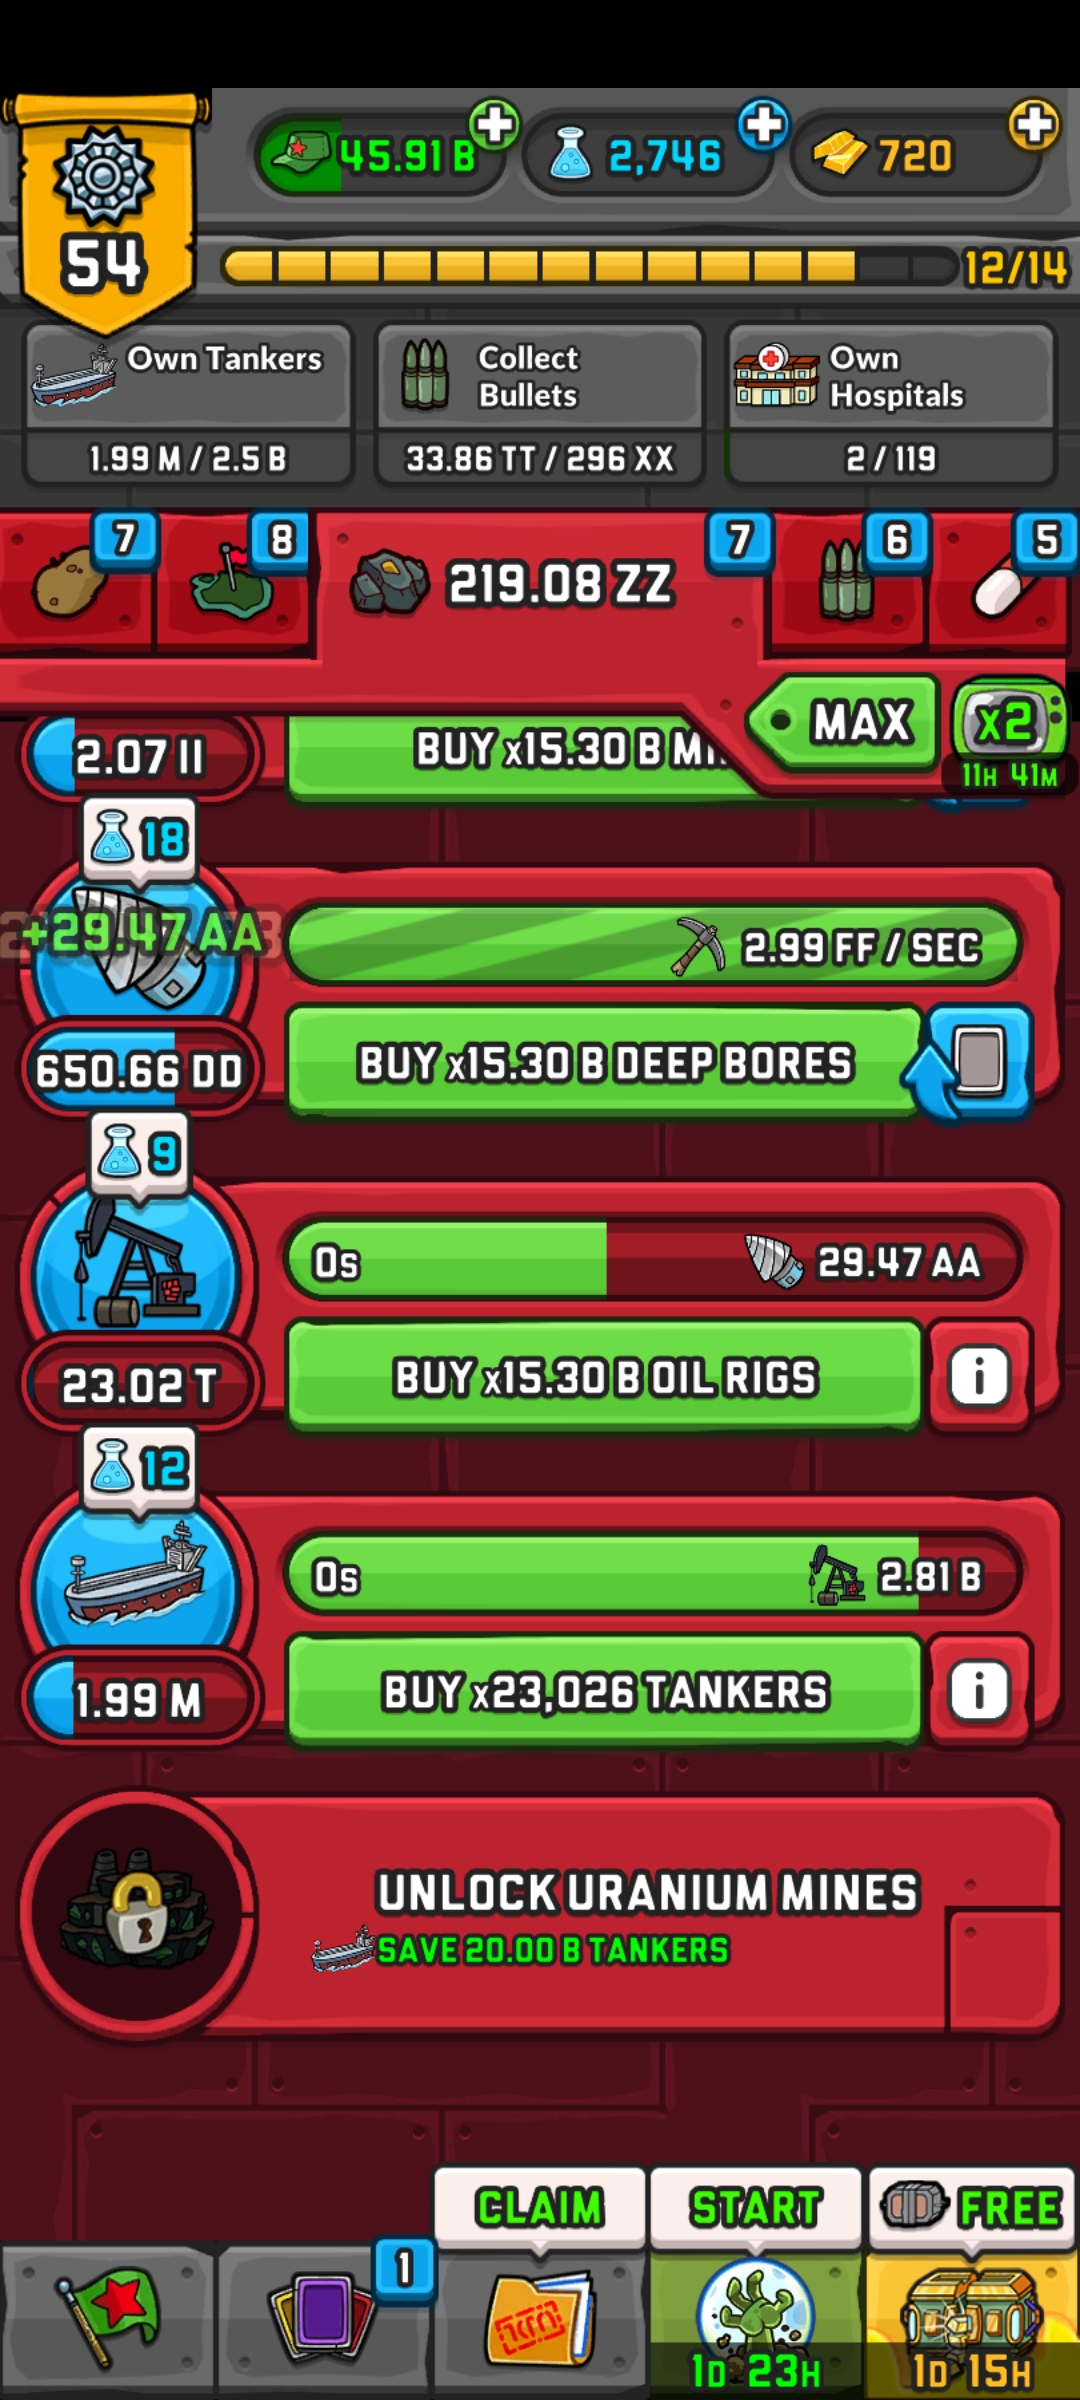 45.91 B
2,746
720
54
12/14
Own Tankers
1.99 M / 2.5 B
Collect
Bullets
33.86 TT / 296 XX
Own
Hospitals
2 / 119
7
8
219.08 ZZ
7
6
5
MAX
x2
11H 41M
2.07 II
BUY x15.30 B
18
+29.47 AA
2.99 FF / SEC
650.66 DD
BUY x15.30 B DEEP BORES
9
0s
29.47 AA
23.02 T
BUY x15.30 B OIL RIGS
i
12
0s
2.81 B
1.99 M
BUY x23,026 TANKERS
i
UNLOCK URANIUM MINES
SAVE 20.00 B TANKERS
CLAIM
START
FREE
1
1D 23H
1D 15H